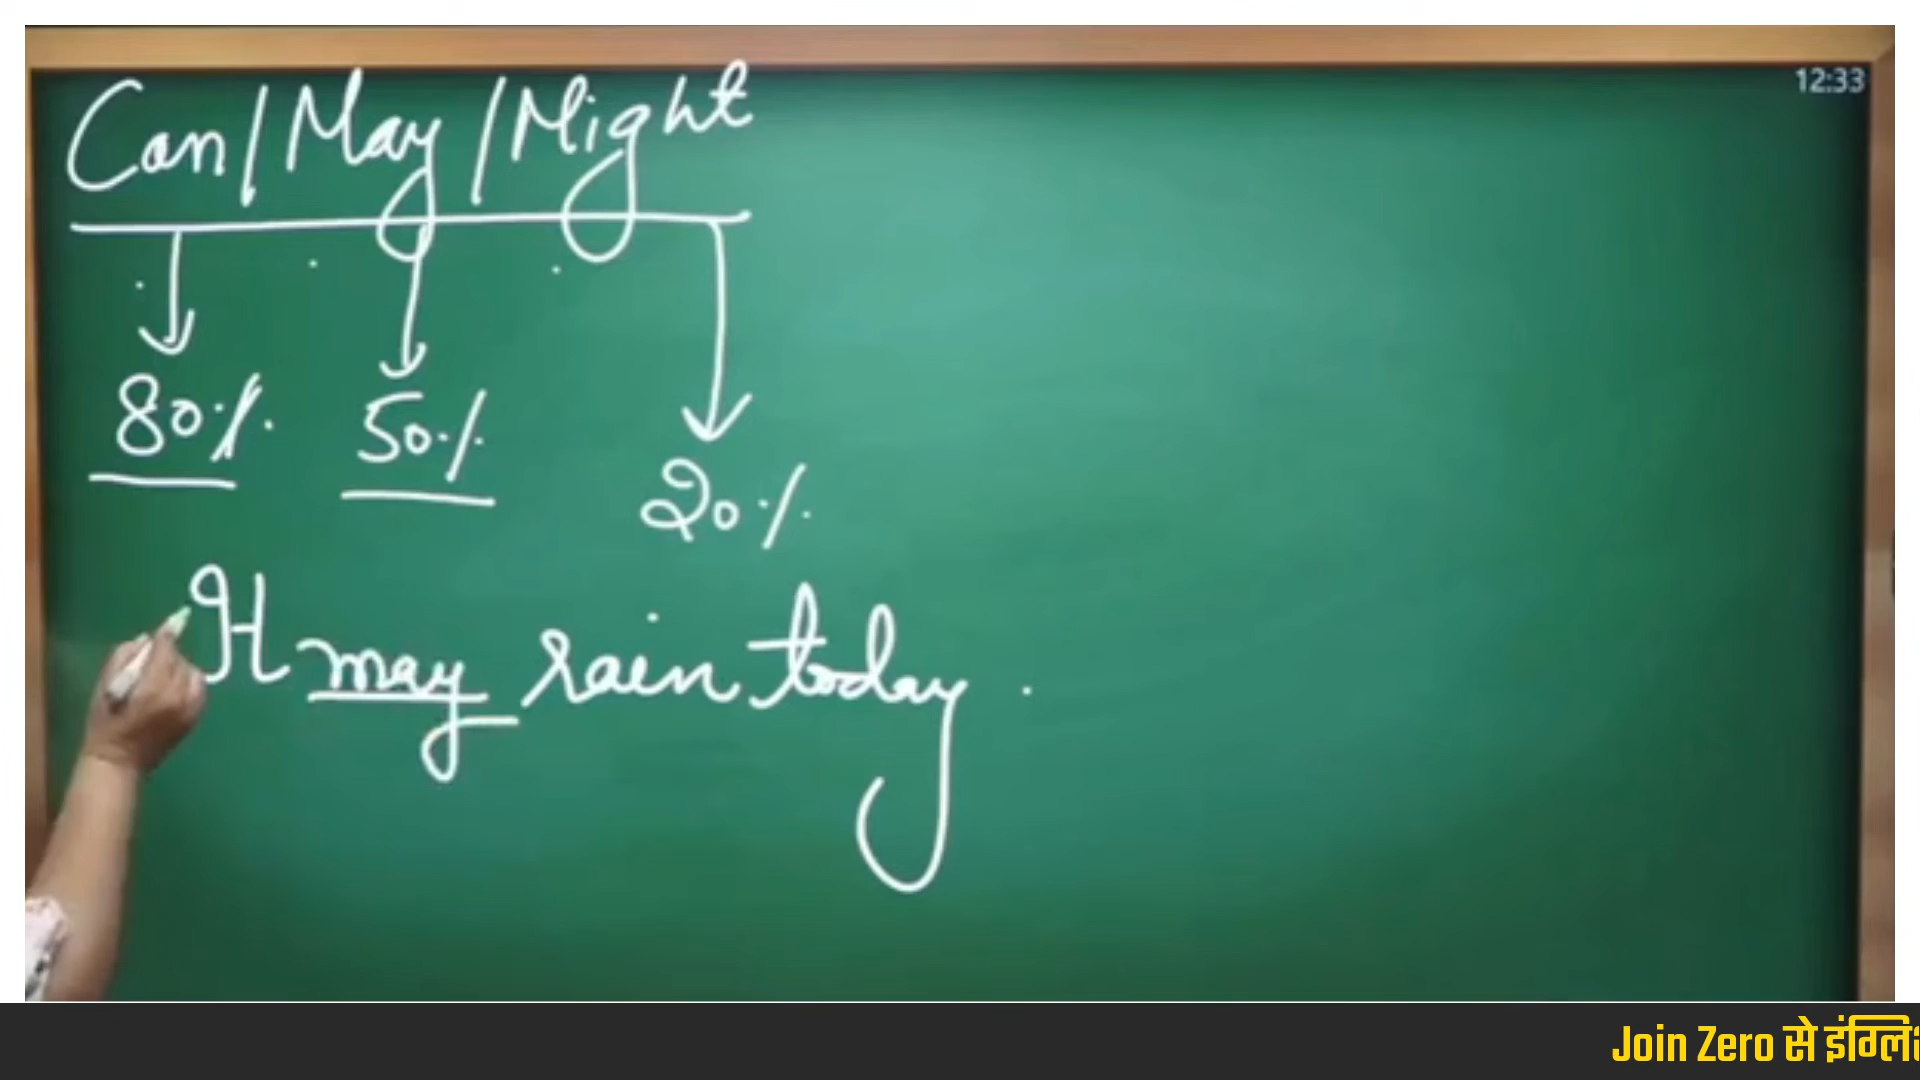 12:33
Can/May/Might
80% 50% 20%
It may rain today.
Join Zero से